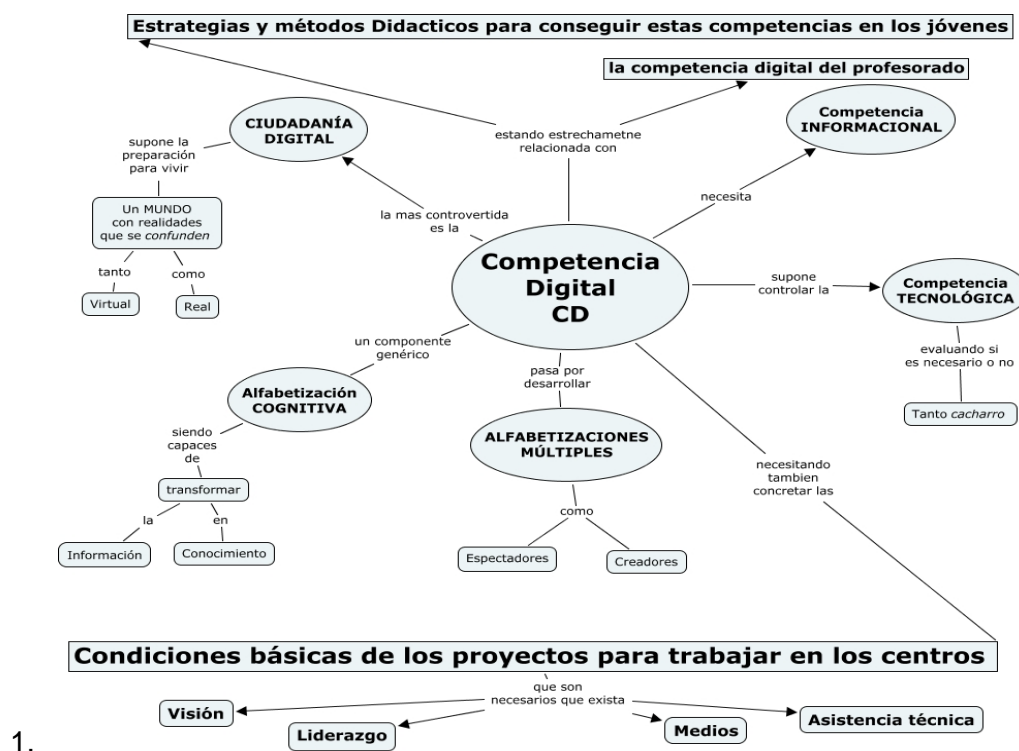 Estrategias y métodos Didacticos para conseguir estas competencias en los jóvenes
la competencia digital del profesorado
CIUDADANÍA
DIGITAL
Competencia
INFORMACIONAL
estando estrechametne
relacionada con
supone la
preparación
para vivir
necesita
la mas controvertida
es la
Un MUNDO
con realidades
que se confunden
tanto
como
Virtual
Real
Competencia
Digital
CD
supone
controlar la
Competencia
TECNOLÓGICA
un componente
genérico
evaluando si
es necesario o no
pasa por
desarrollar
Alfabetización
COGNITIVA
Tanto cacharro
siendo
capaces
de
ALFABETIZACIONES
MÚLTIPLES
necesitando
tambien
concretar las
transformar
la
en
como
Información
Conocimiento
Espectadores
Creadores
Condiciones básicas de los proyectos para trabajar en los centros
que son
necesarios que exista
Visión
Liderazgo
Medios
Asistencia técnica
1.